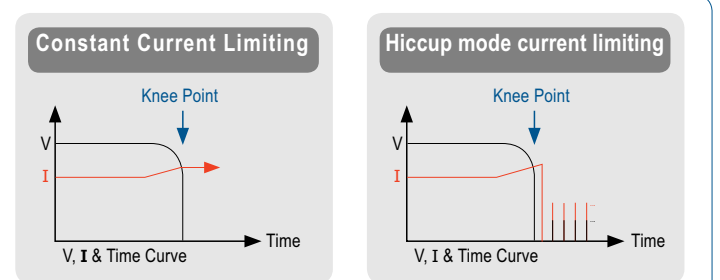 Constant Current Limiting
Knee Point
V
I
Time
V, I & Time Curve
Hiccup mode current limiting
Knee Point
V
I
Time
V, I & Time Curve